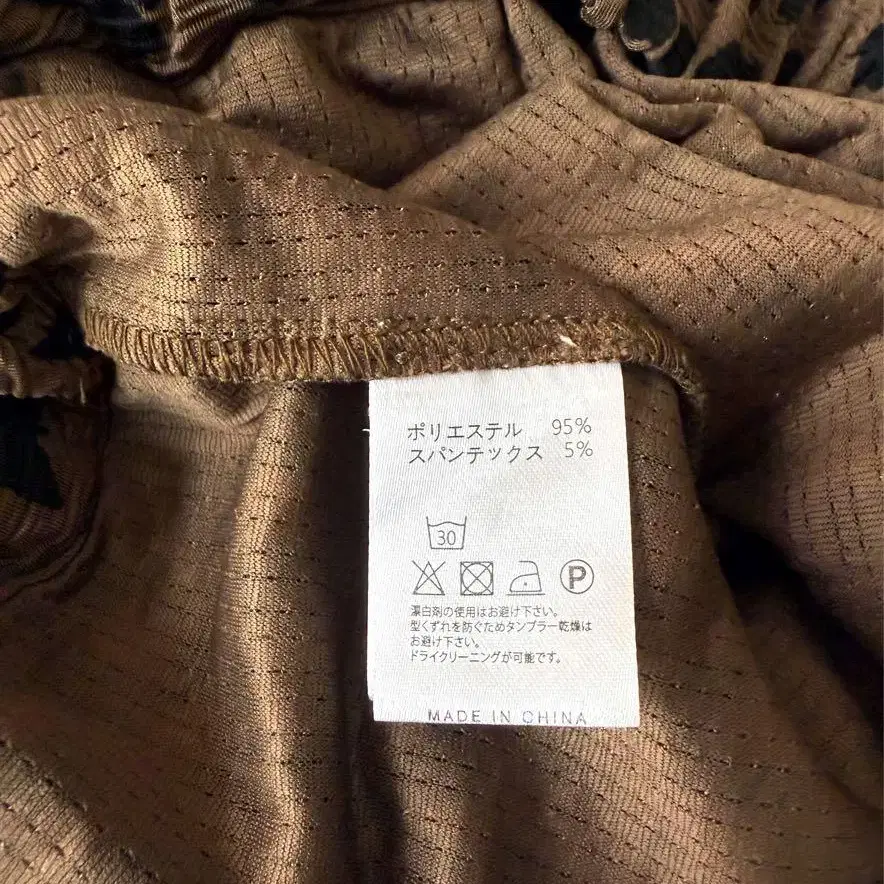 ポリエステル 95%
スパンテックス 5%
30
P
漂白剤の使用はお避け下さい。
型くずれを防ぐためタンブラー乾燥は
お避け下さい。
ドライクリーニングが可能です。
MADE IN CHINA